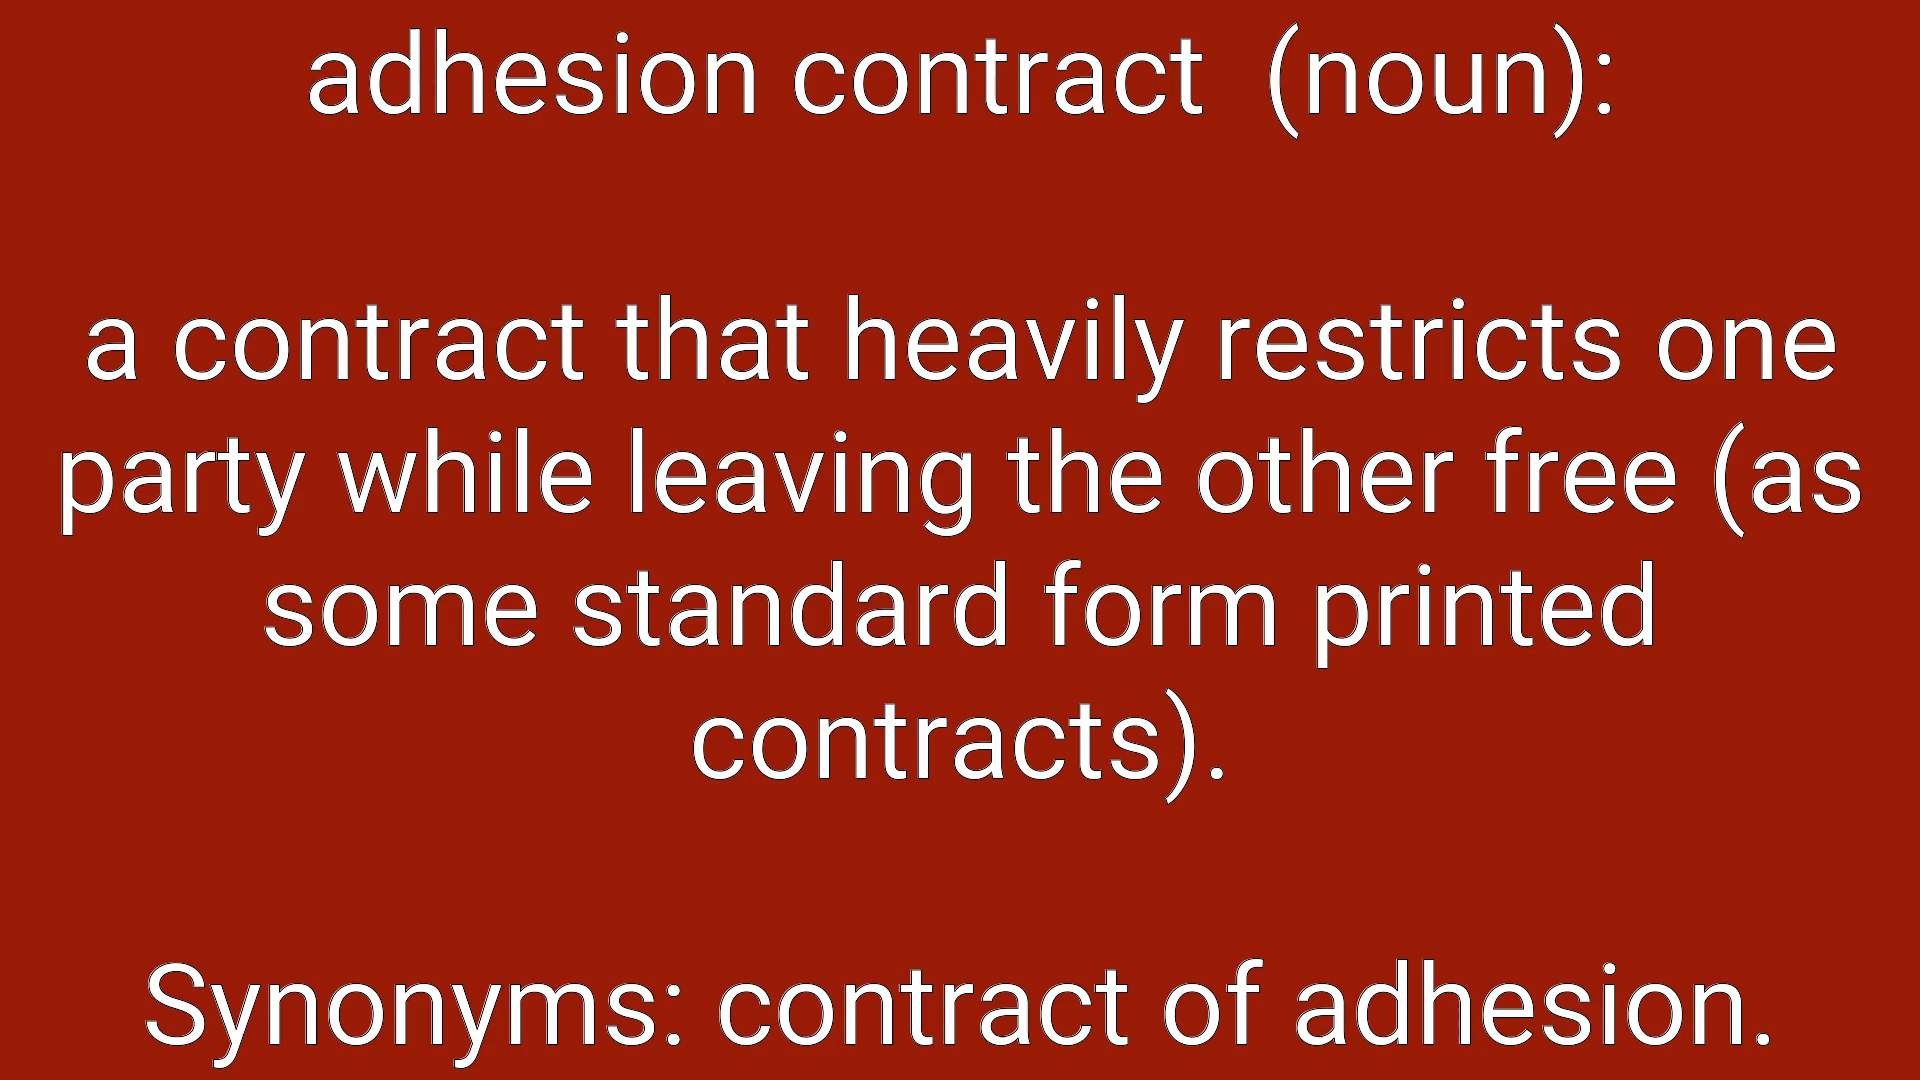 adhesion contract  (noun):
a contract that heavily restricts one
party while leaving the other free (as
some standard form printed
contracts).
Synonyms: contract of adhesion.